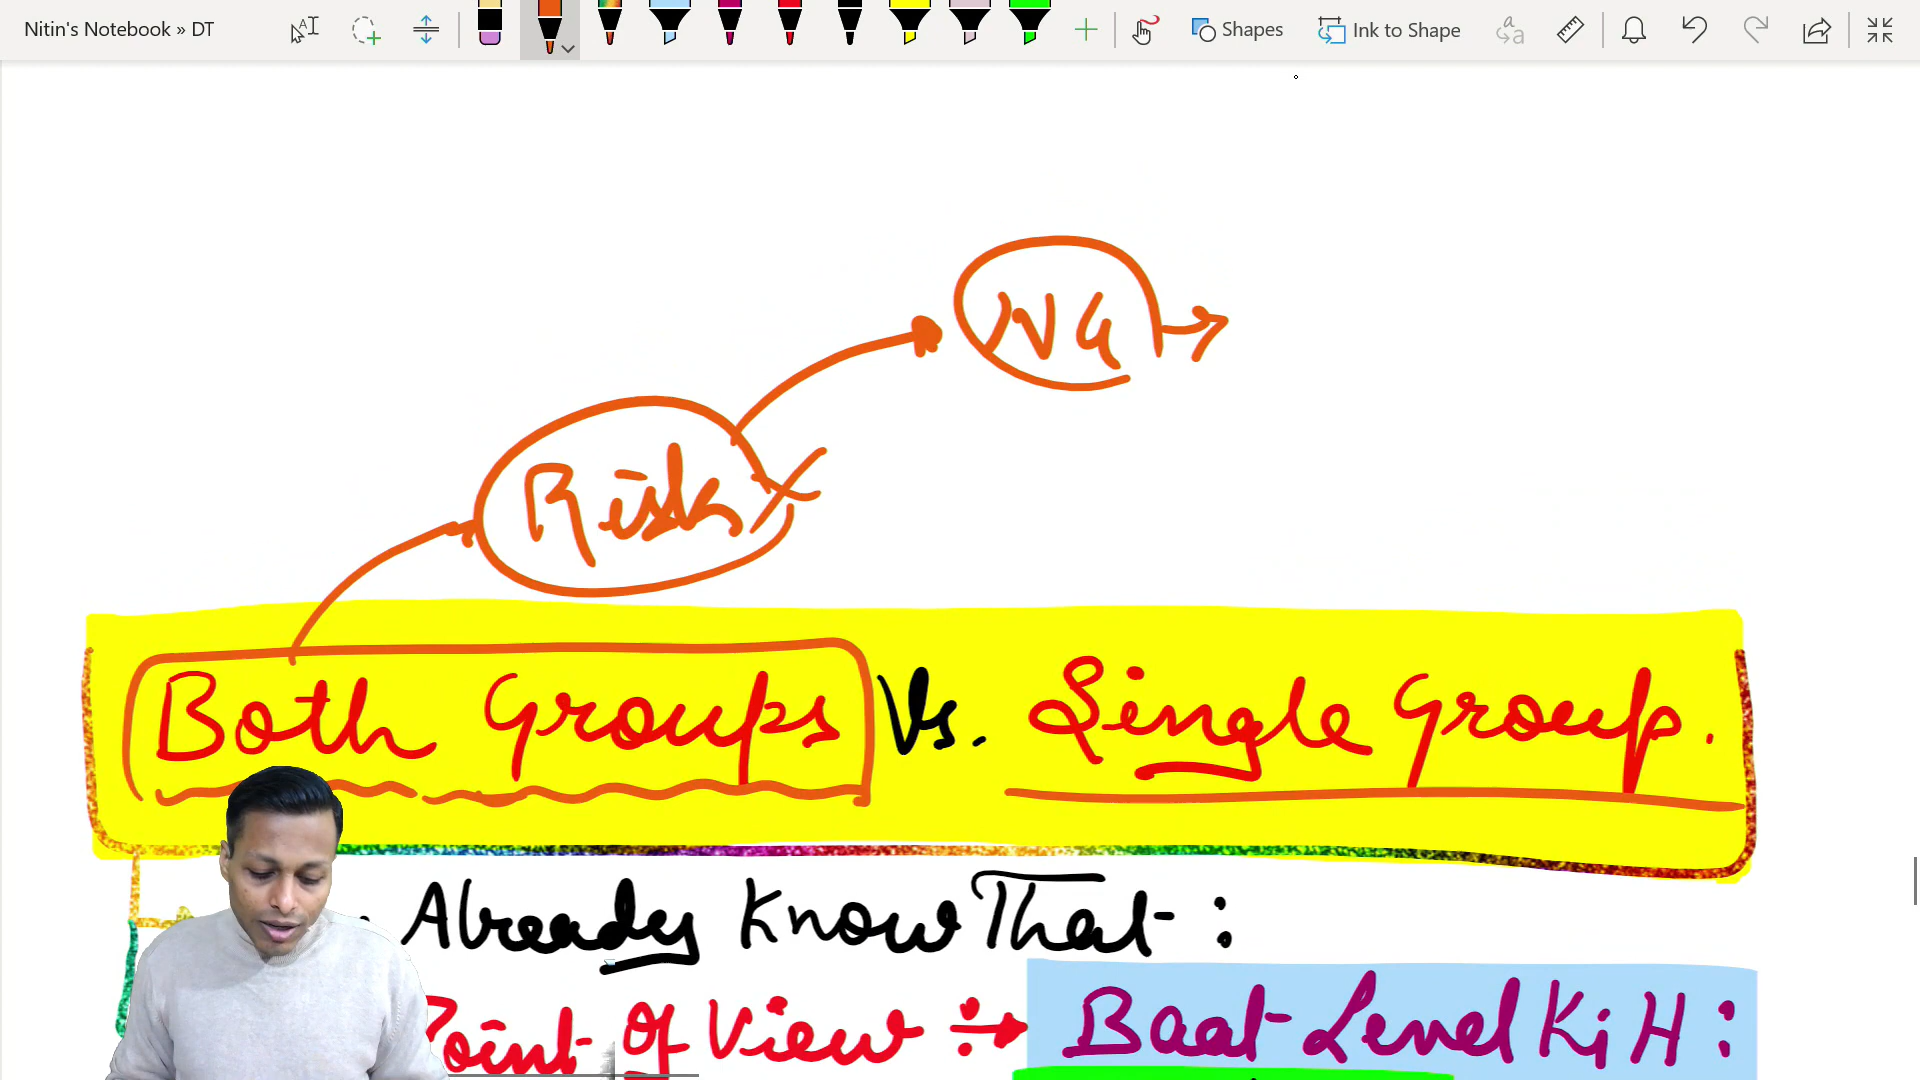 Nitin's Notebook » DT
Shapes
Ink to Shape
NG
Risk
Both Groups Vs. Single Group.
Already Know That :
Point Of View
Baat Level Ki H :